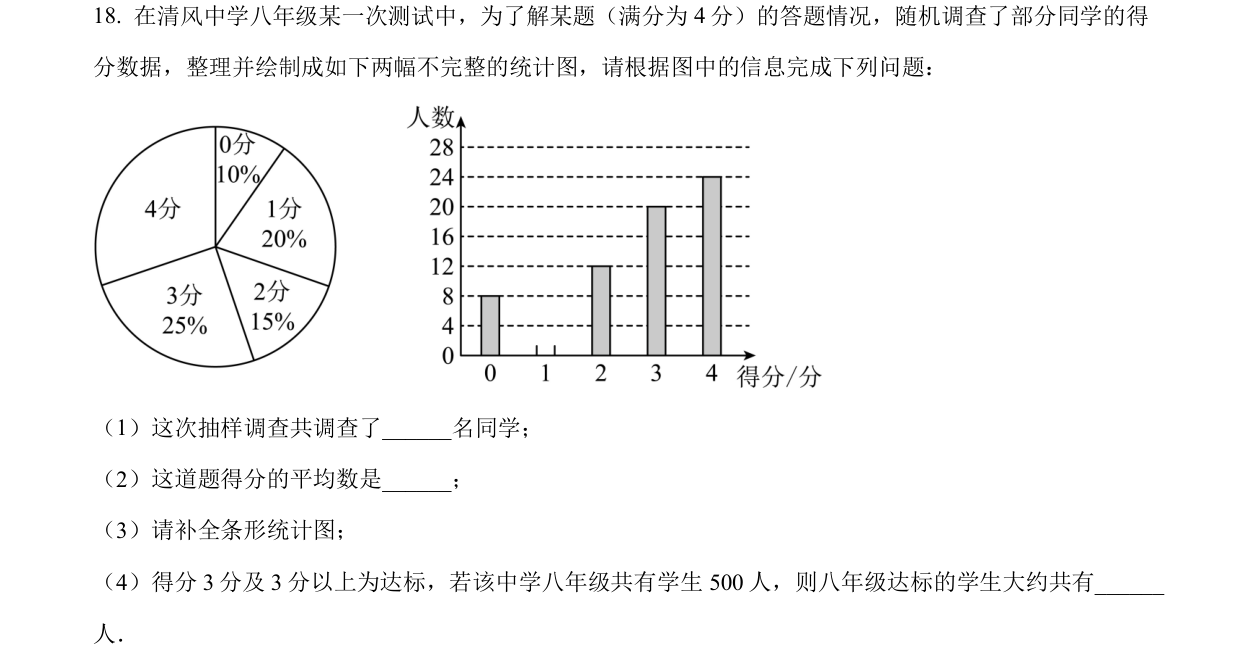 18. 在清风中学八年级某一次测试中，为了解某题（满分为 4 分）的答题情况，随机调查了部分同学的得
分数据，整理并绘制成如下两幅不完整的统计图，请根据图中的信息完成下列问题：
0分
10%
1分
20%
2分
15%
3分
25%
4分
人数
28
24
20
16
12
8
4
0
0 1 2 3 4 得分/分
（1）这次抽样调查共调查了______名同学；
（2）这道题得分的平均数是______；
（3）请补全条形统计图；
（4）得分 3 分及 3 分以上为达标，若该中学八年级共有学生 500 人，则八年级达标的学生大约共有______
人．